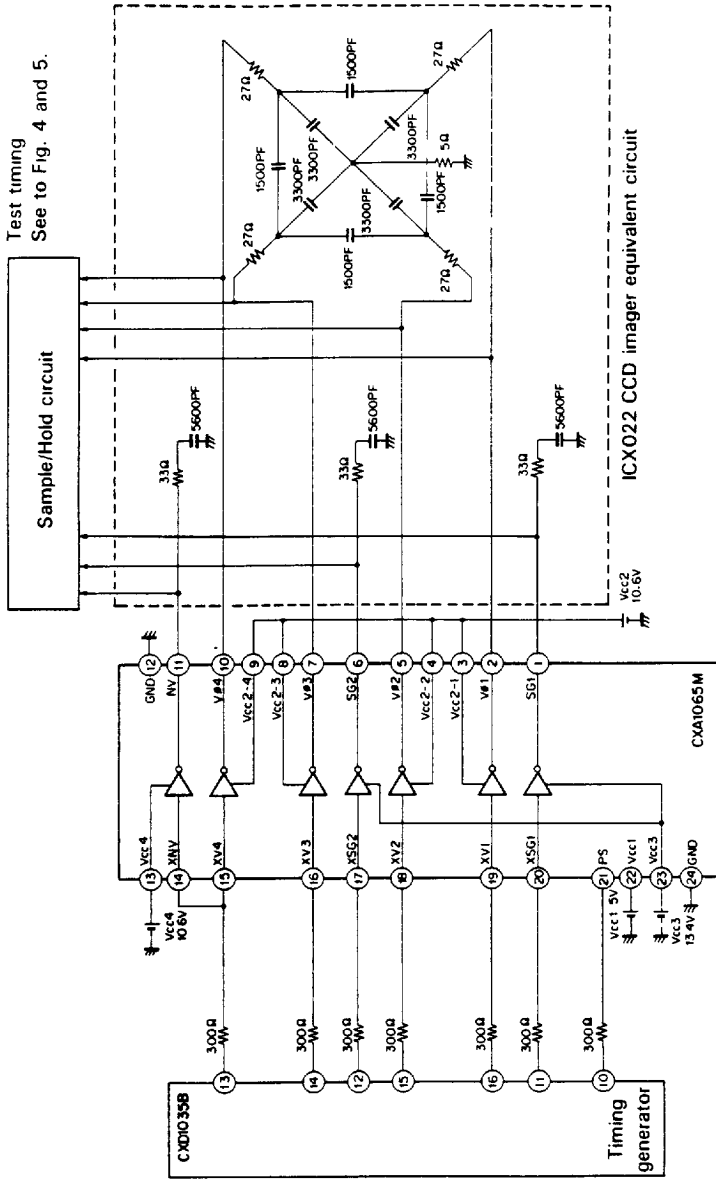 Test timing
See to Fig. 4 and 5.
Sample/Hold circuit
27Ω
27Ω
1500PF
3300PF
3300PF
1500PF
1500PF
3300PF
3300PF
5Ω
1500PF
27Ω
27Ω
33Ω
5600PF
33Ω
5600PF
33Ω
5600PF
ICX022 CCD imager equivalent circuit
Vcc2
10.6V
CXA1065M
12 GND
11 NV
10 Vø4
9 Vcc2-4
8 Vcc2-3
7 Vø3
6 SG2
5 Vø2
4 Vcc2-2
3 Vcc2-1
2 Vø1
1 SG1
13 Vcc4
14 XNV
15 XV4
16 XV3
17 XSG2
18 XV2
19 XV1
20 XSG1
21 PS
22 Vcc1
23 Vcc3
24 GND
Vcc4
10.6V
Vcc1 5V
Vcc3
13.4V
300Ω
300Ω
300Ω
300Ω
300Ω
300Ω
300Ω
CXD1035B
13
14
12
15
16
11
10
Timing
generator